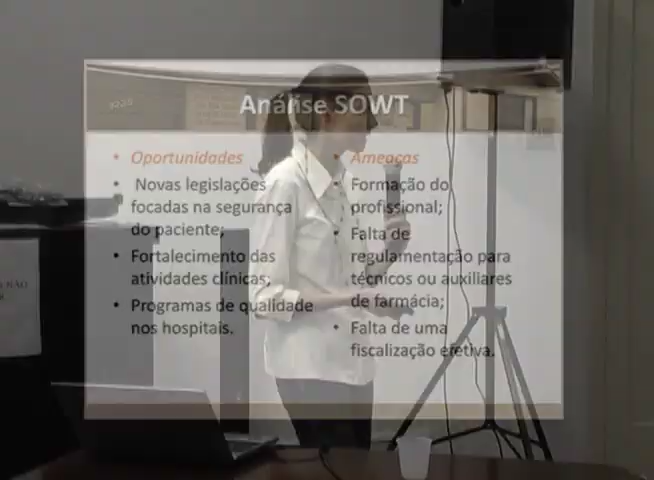 Análise SOWT
Oportunidades
Novas legislações
focadas na segurança
do paciente;
Fortalecimento das
atividades clínicas;
Programas de qualidade
nos hospitais.
Ameaças
Formação do
profissional;
Falta de
regulamentação para
técnicos ou auxiliares
de farmácia;
Falta de uma
fiscalização efetiva.